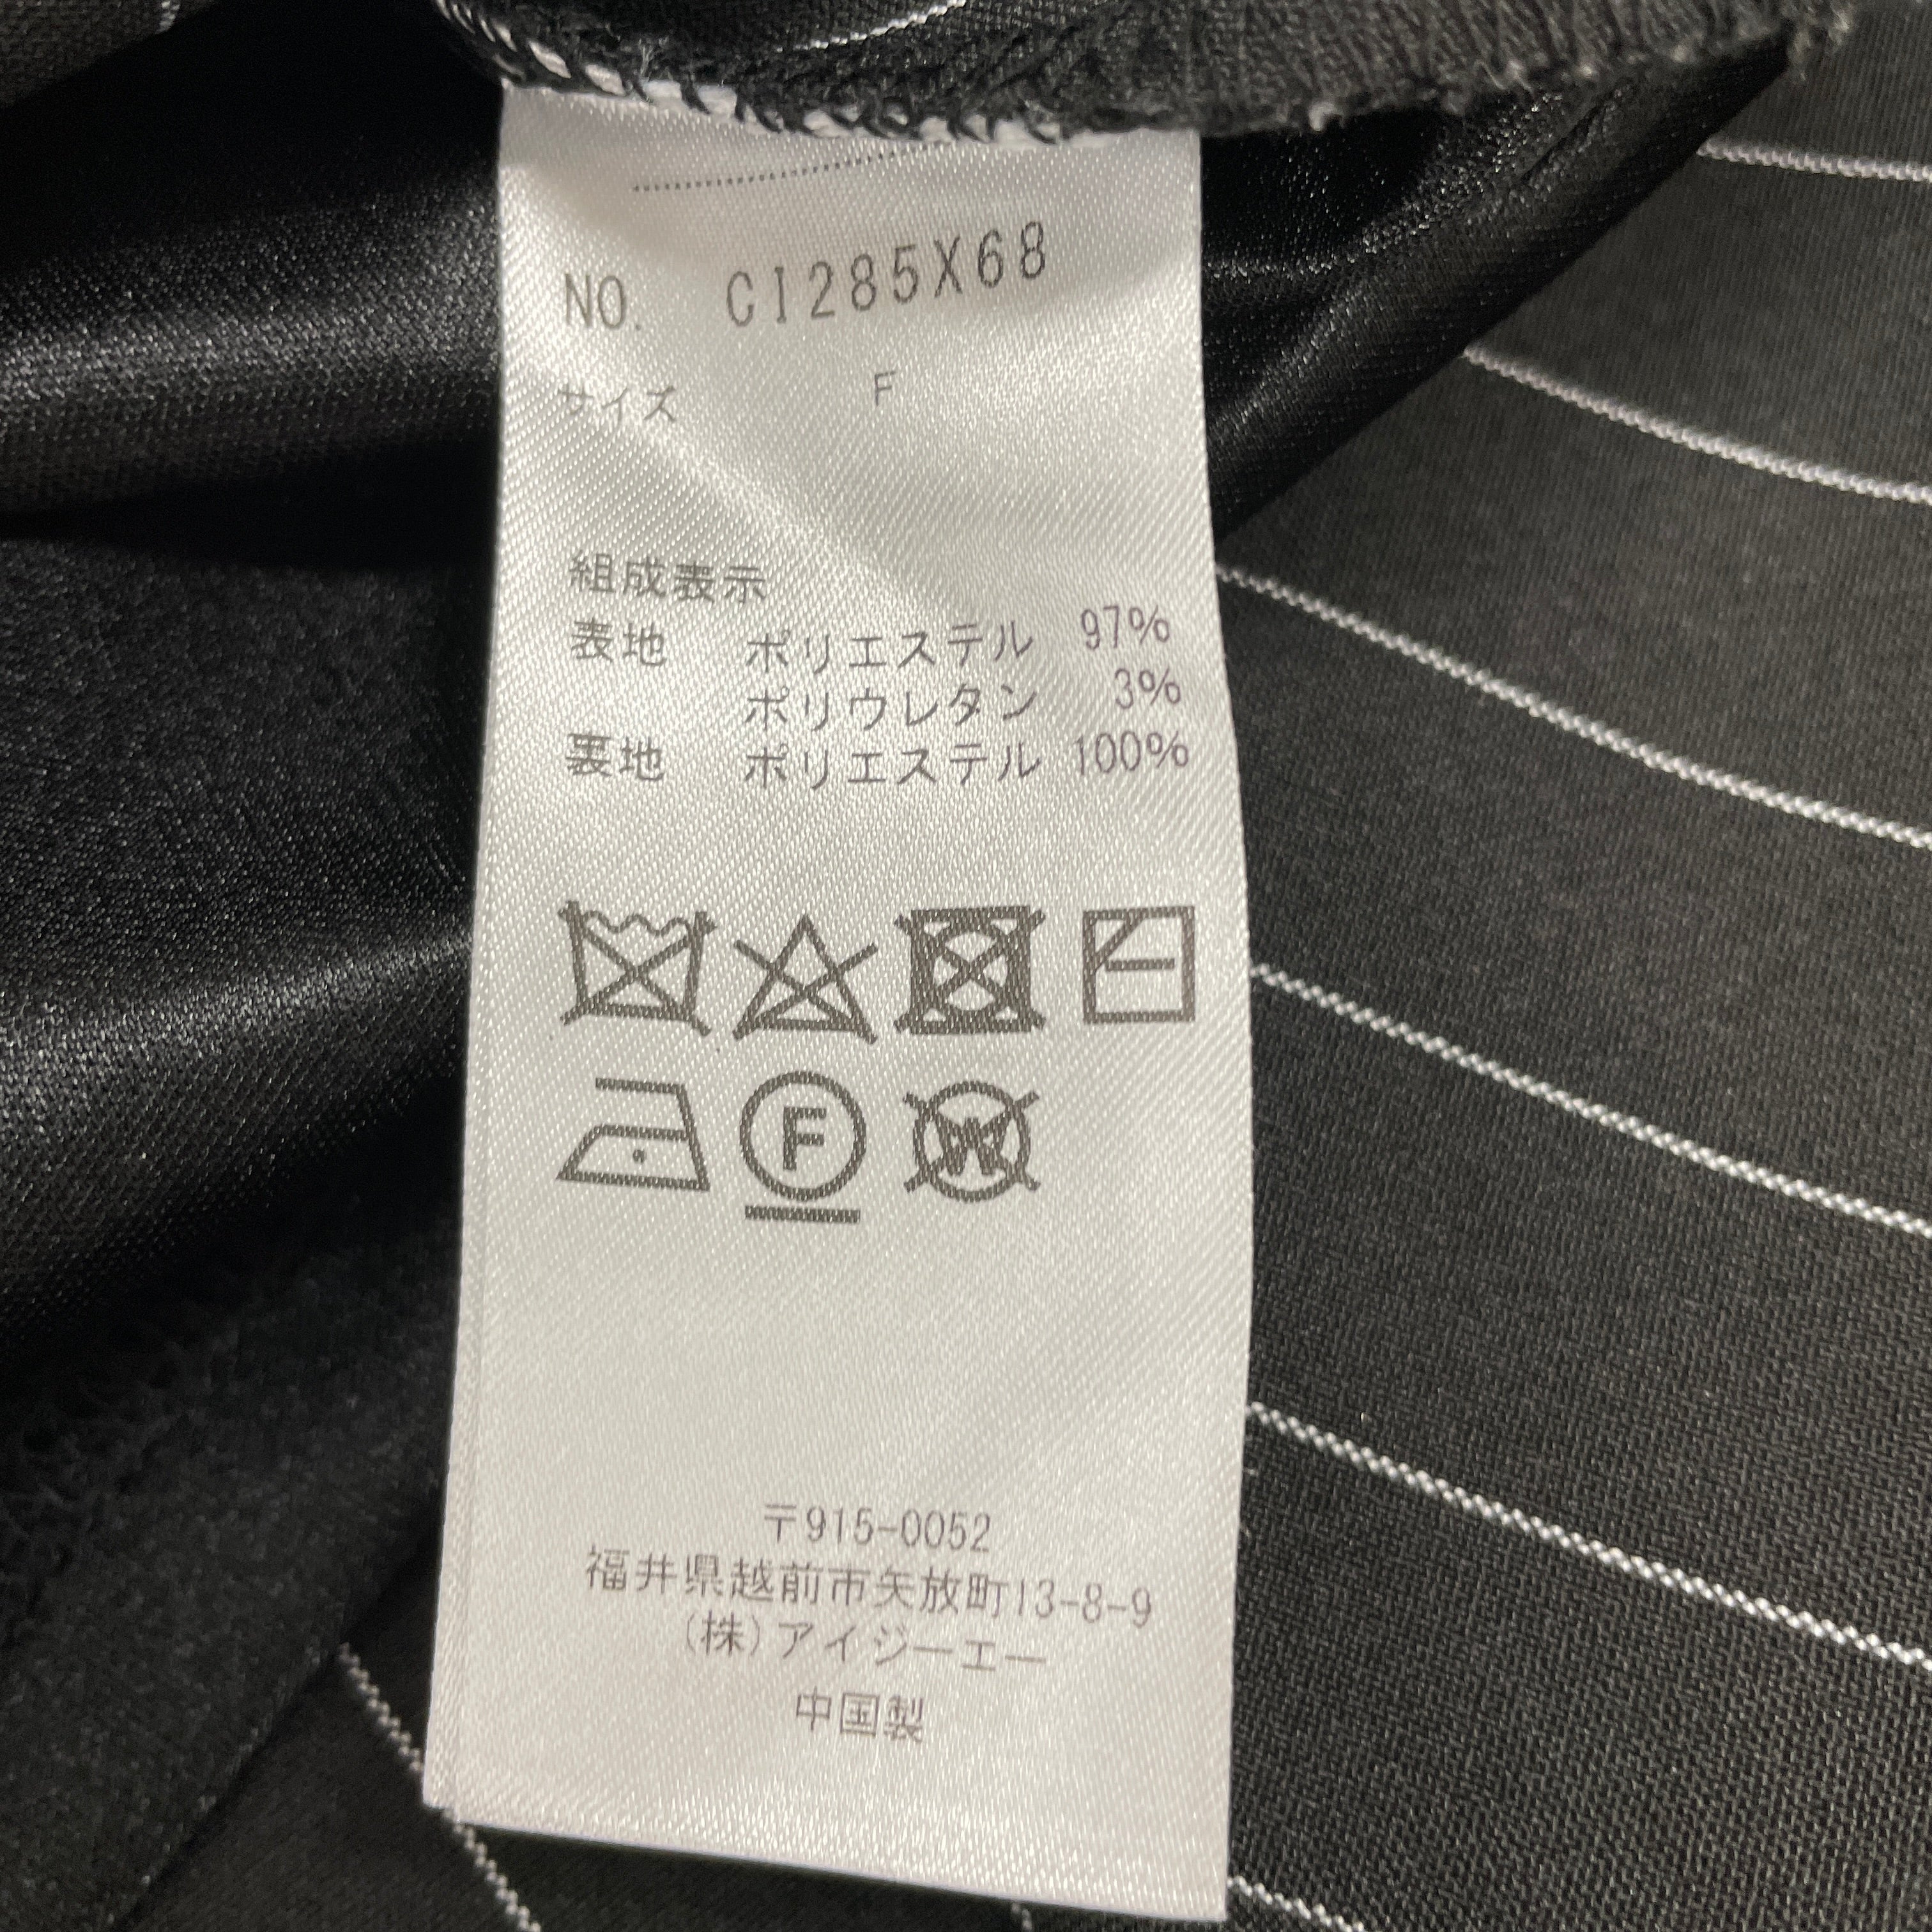 NO. C1285X68
サイズ F
組成表示
表地 ポリエステル 97%
ポリウレタン 3%
裏地 ポリエステル 100%
F
W
〒915-0052
福井県越前市矢放町13-8-9
(株)アイジーエー
中国製